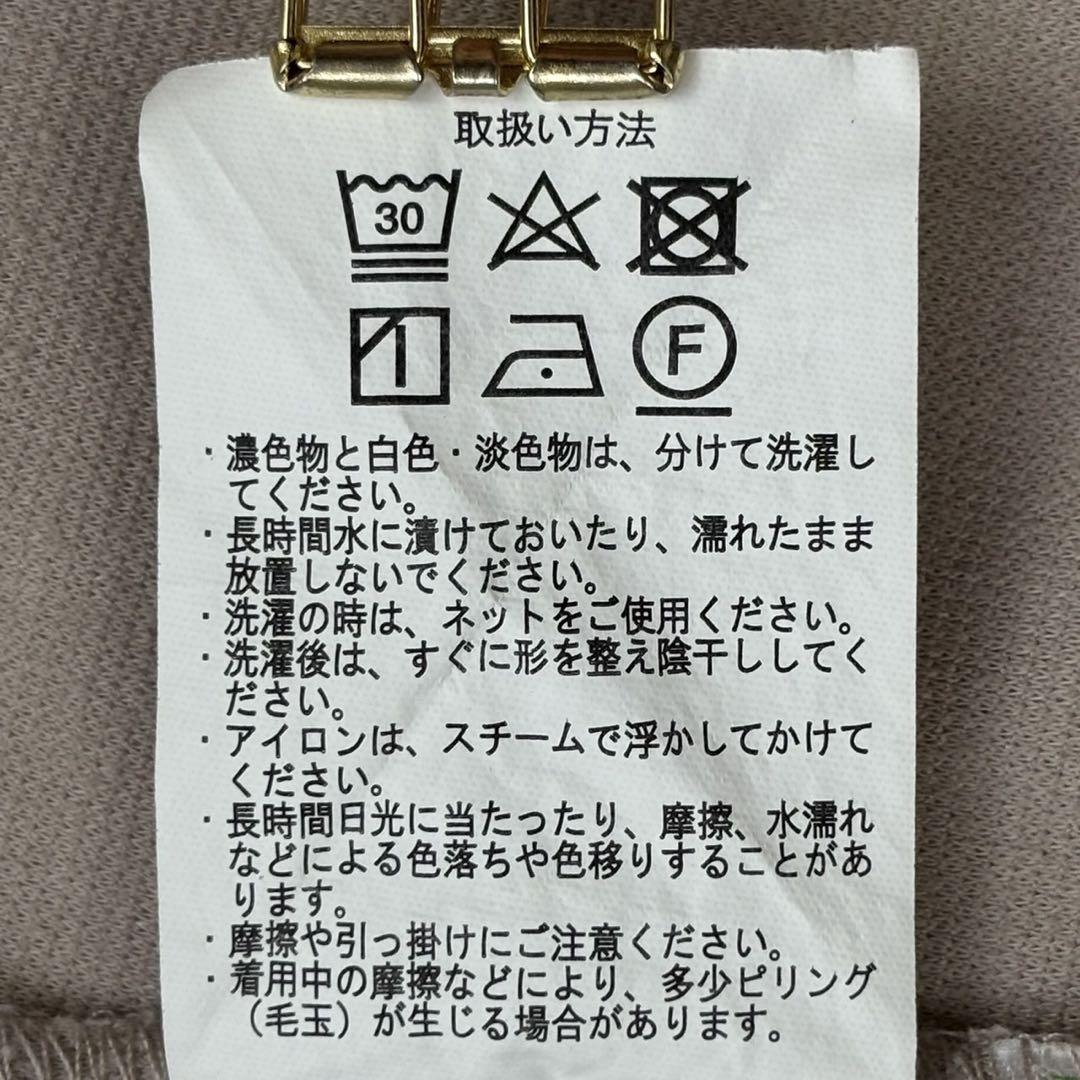 取扱い方法
30
F
・濃色物と白色・淡色物は、分けて洗濯し
てください。
・長時間水に漬けておいたり、濡れたまま
放置しないでください。
・洗濯の時は、ネットをご使用ください。
・洗濯後は、すぐに形を整え陰干ししてく
ださい。
・アイロンは、スチームで浮かしてかけて
ください。
・長時間日光に当たったり、摩擦、水濡れ
などによる色落ちや色移りすることがあ
ります。
・摩擦や引っ掛けにご注意ください。
・着用中の摩擦などにより、多少ピリング
（毛玉）が生じる場合があります。